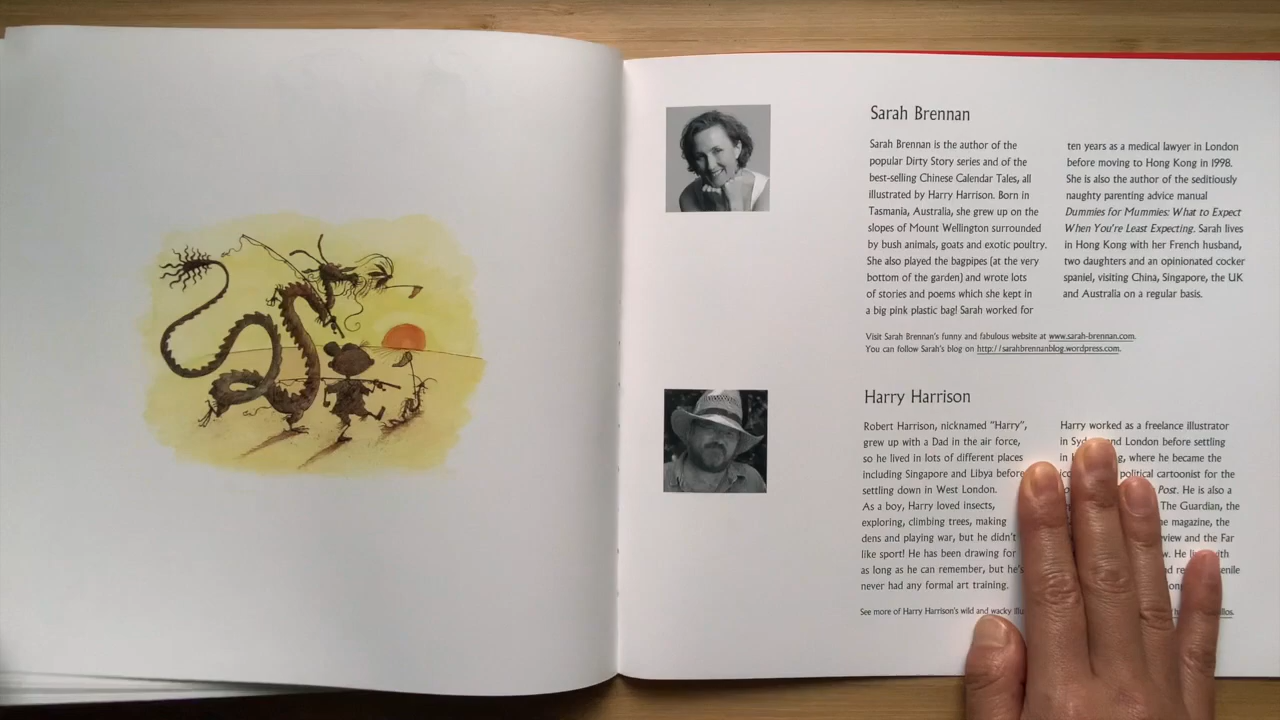 Sarah Brennan
Sarah Brennan is the author of the
popular Dirty Story series and of the
best-selling Chinese Calendar Tales, all
illustrated by Harry Harrison. Born in
Tasmania, Australia, she grew up on the
slopes of Mount Wellington surrounded
by bush animals, goats and exotic poultry.
She also played the bagpipes (at the very
bottom of the garden) and wrote lots
of stories and poems which she kept in
a big pink plastic bag! Sarah worked for
ten years as a medical lawyer in London
before moving to Hong Kong in 1998.
She is also the author of the seditiously
naughty parenting advice manual
Dummies for Mummies: What to Expect
When You're Least Expecting. Sarah lives
in Hong Kong with her French husband,
two daughters and an opinionated cocker
spaniel, visiting China, Singapore, the UK
and Australia on a regular basis.
Visit Sarah Brennan's funny and fabulous website at www.sarah-brennan.com.
You can follow Sarah's blog on http://sarahbrennanblog.wordpress.com.
Harry Harrison
Robert Harrison, nicknamed "Harry",
grew up with a Dad in the air force,
so he lived in lots of different places
including Singapore and Libya before
settling down in West London.
As a boy, Harry loved insects,
exploring, climbing trees, making
dens and playing war, but he didn't
like sport! He has been drawing for
as long as he can remember, but he's
never had any formal art training.
Harry worked as a freelance illustrator
in and London before settling
in where he became the
political cartoonist for the
Post. He is also a
The Guardian, the
magazine, the
and the Far
He
See more of Harry Harrison's wild and wacky